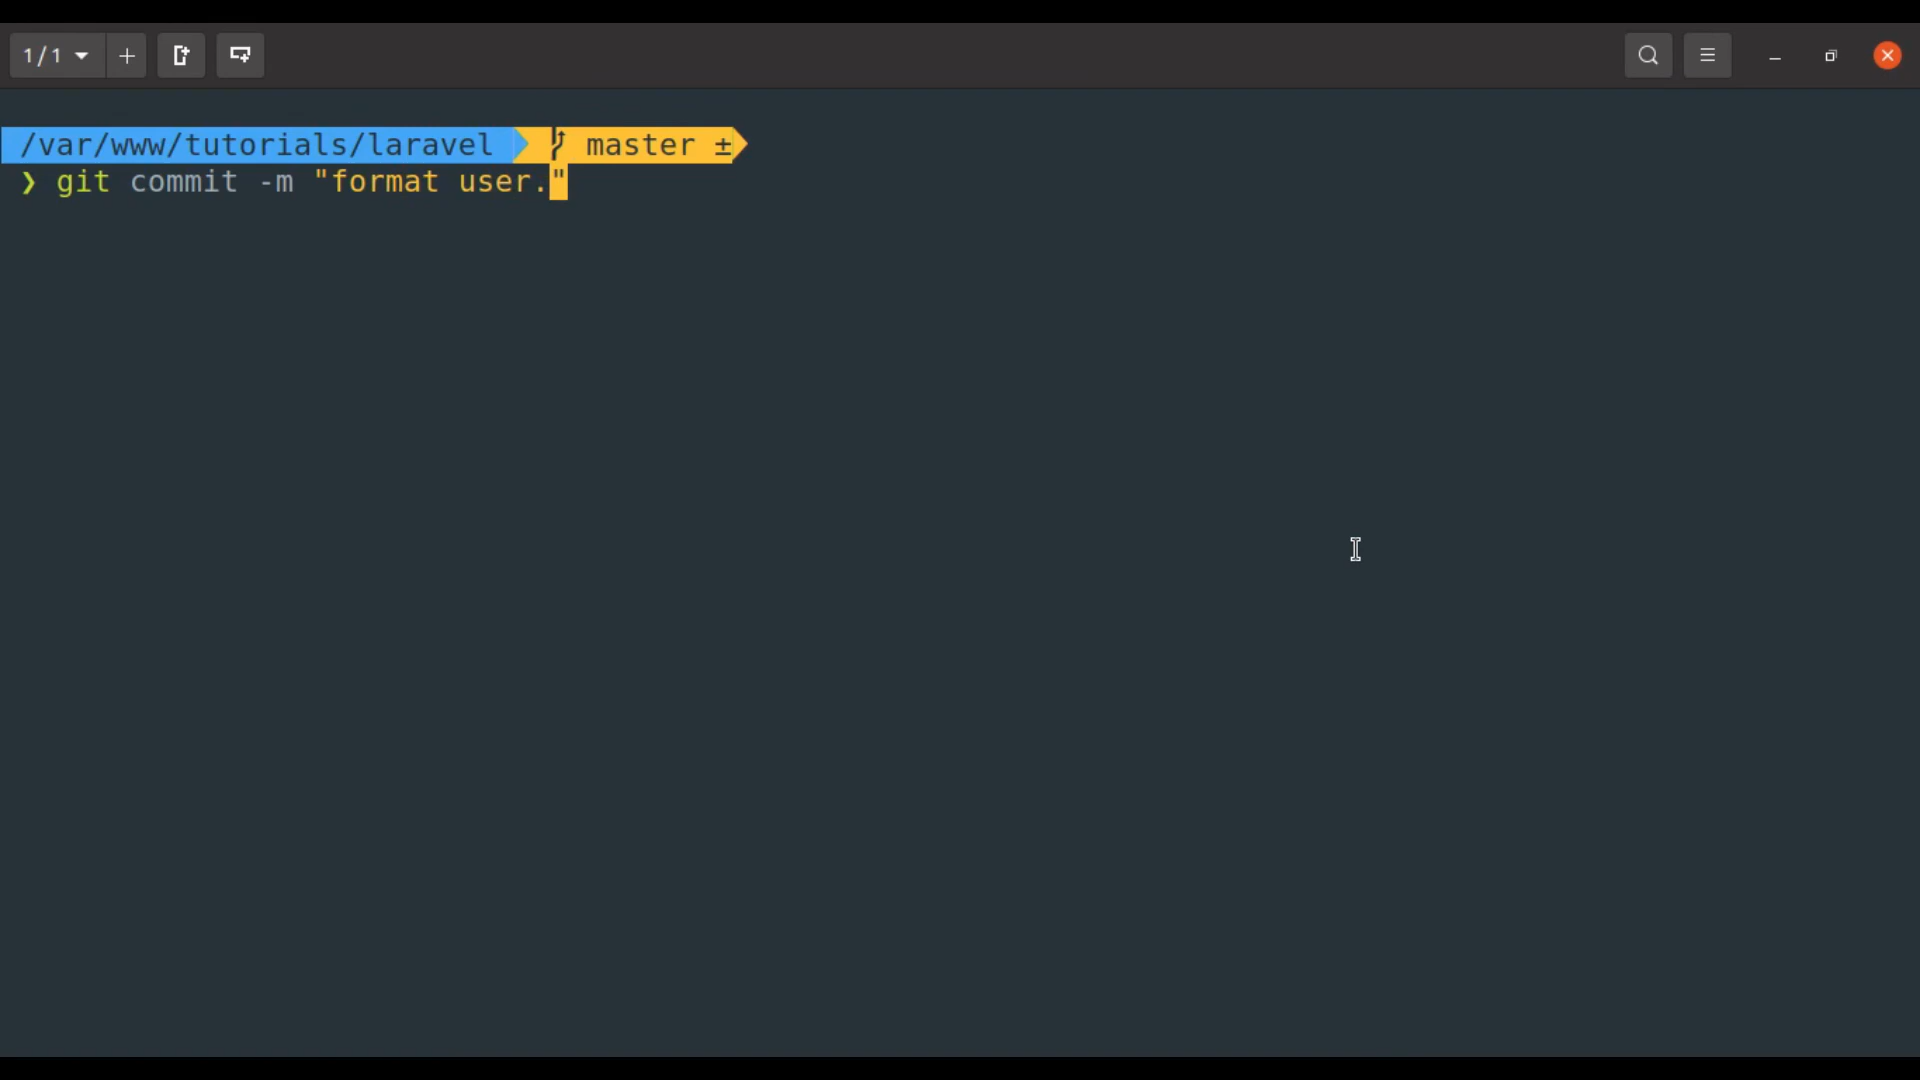 1/1
/var/www/tutorials/laravel master ±
❯ git commit -m "format user."